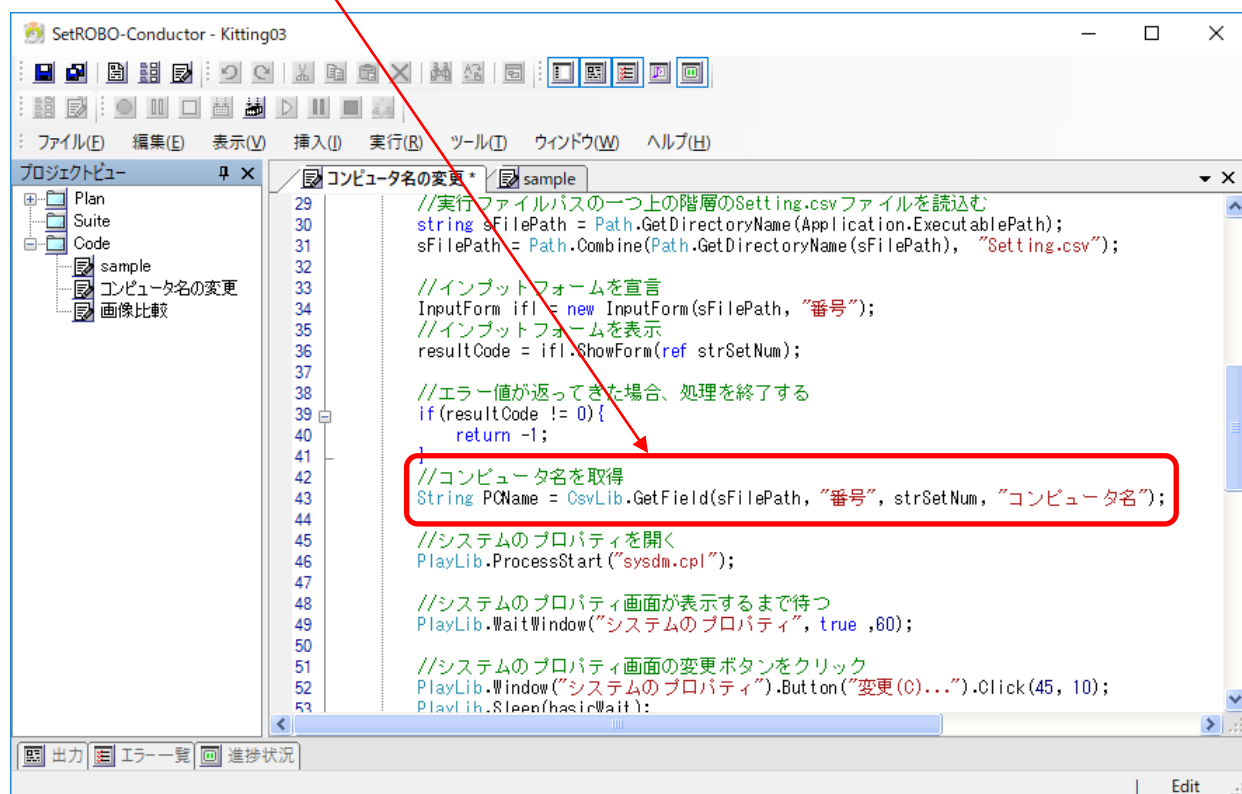 SetROBO-Conductor - Kitting03
ファイル(F) 編集(E) 表示(V) 挿入(I) 実行(R) ツール(T) ウィンドウ(W) ヘルプ(H)
プロジェクトビュー
Plan
Suite
Code
sample
コンピュータ名の変更
画像比較
コンピュータ名の変更 * sample
29 //実行ファイルパスの一つ上の階層のSetting.csvファイルを読込む
30 string sFilePath = Path.GetDirectoryName(Application.ExecutablePath);
31 sFilePath = Path.Combine(Path.GetDirectoryName(sFilePath), "Setting.csv");
32
33 //インプットフォームを宣言
34 InputForm ifl = new InputForm(sFilePath, "番号");
35 //インプットフォームを表示
36 resultCode = ifl.ShowForm(ref strSetNum);
37
38 //エラー値が返ってきた場合、処理を終了する
39 if(resultCode != 0){
40 return -1;
41 }
42 //コンピュータ名を取得
43 String PCName = CsvLib.GetField(sFilePath, "番号", strSetNum, "コンピュータ名");
44
45 //システムのプロパティを開く
46 PlayLib.ProcessStart("sysdm.cpl");
47
48 //システムのプロパティ画面が表示するまで待つ
49 PlayLib.WaitWindow("システムのプロパティ", true ,60);
50
51 //システムのプロパティ画面の変更ボタンをクリック
52 PlayLib.Window("システムのプロパティ").Button("変更(C)...").Click(45, 10);
53 PlayLib.Sleep(basicWait);
出力 エラー一覧 進捗状況
Edit